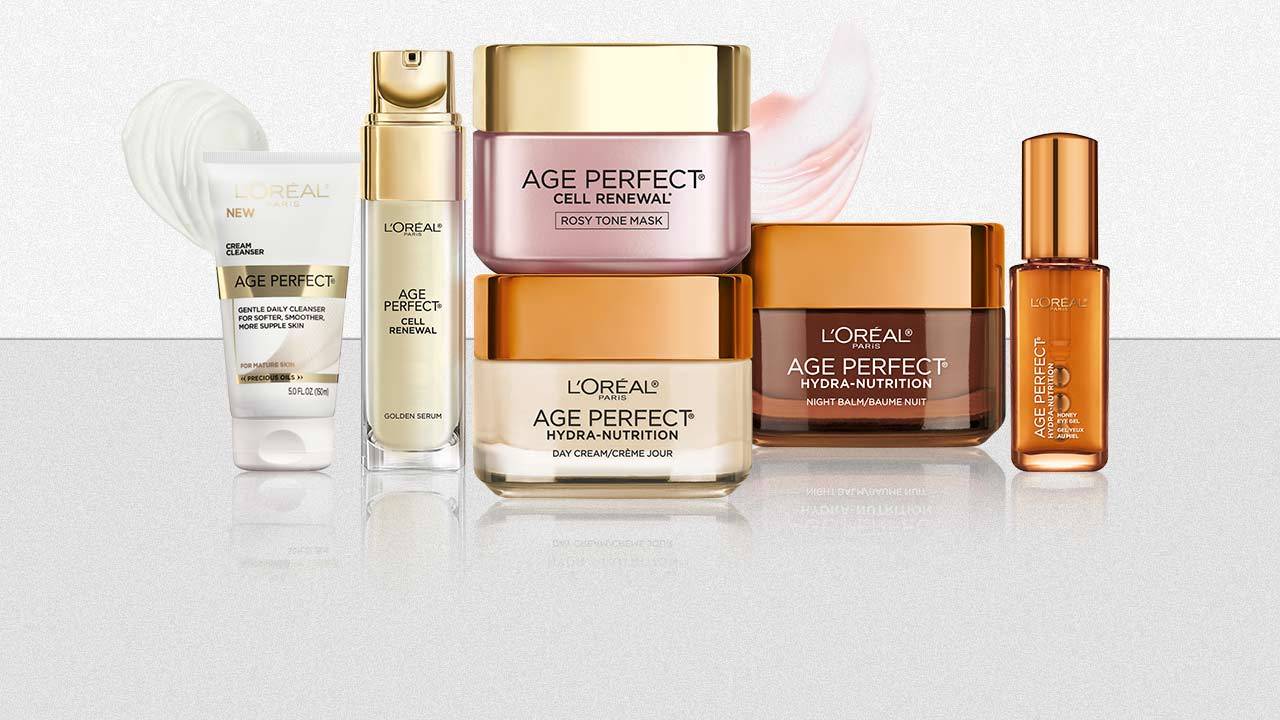 L'ORÉAL
PARIS
NEW
CREAM
CLEANSER
AGE PERFECT®
GENTLE DAILY CLEANSER
FOR SOFTER, SMOOTHER,
MORE SUPPLE SKIN
FOR MATURE SKIN
‹‹ PRECIOUS OILS ››
5.0 FL.OZ. (150ml)
L'ORÉAL®
PARIS
AGE
PERFECT®
CELL
RENEWAL
GOLDEN SERUM
AGE PERFECT®
CELL RENEWAL*
ROSY TONE MASK
L'ORÉAL®
PARIS
AGE PERFECT®
HYDRA-NUTRITION
DAY CREAM/CRÈME JOUR
L'ORÉAL®
PARIS
AGE PERFECT®
HYDRA-NUTRITION
NIGHT BALM/BAUME NUIT
L'ORÉAL®
PARIS
AGE PERFECT®
HYDRA-NUTRITION
HONEY
EYE GEL
GEL YEUX
AU MIEL